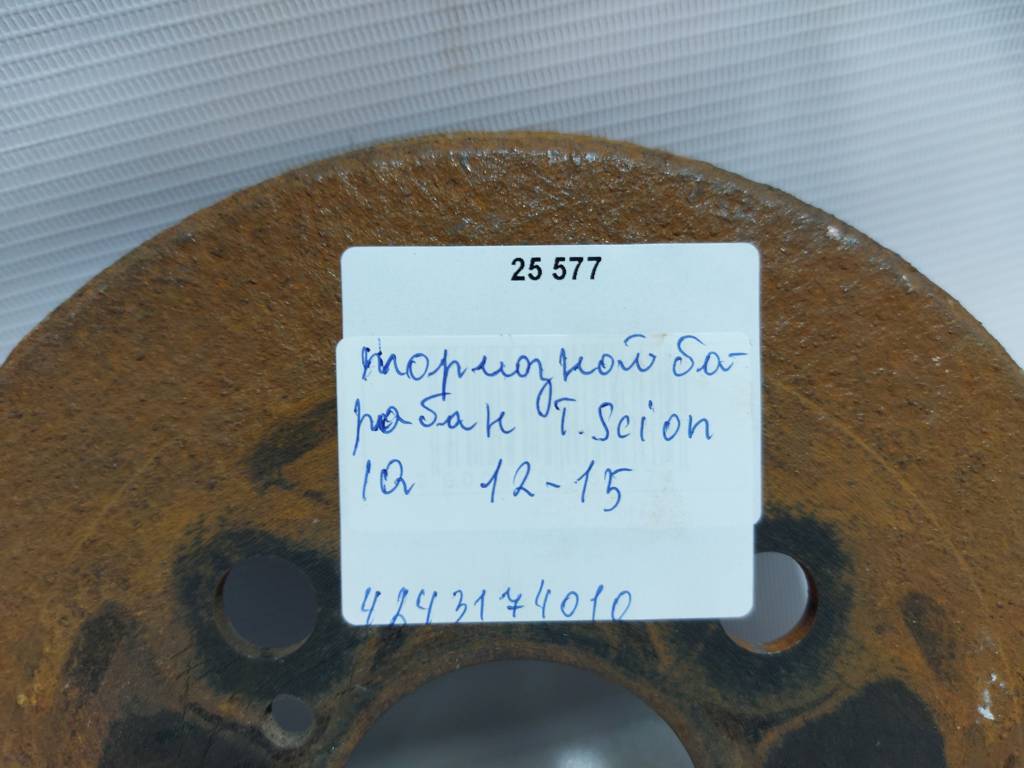 25 577
тормозной ба-
рабан T. Scion
IQ 12-15
4243174010